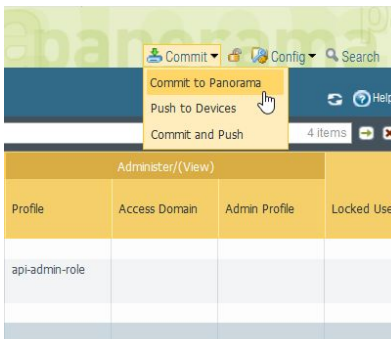 panorama
Commit Config Search
Commit to Panorama
Push to Devices
Commit and Push
Help
4 items
Administer/(View)
Profile Access Domain Admin Profile Locked Use
api-admin-role